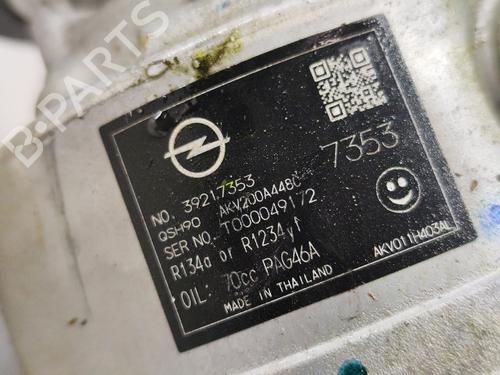 B-PARTS
7353
NO. 39217353
QSH90 AKV200A448C
SER NO. T000049172
R134a or R1234yf
OIL: 70cc PAG46A
MADE IN THAILAND
AKV011H403AL